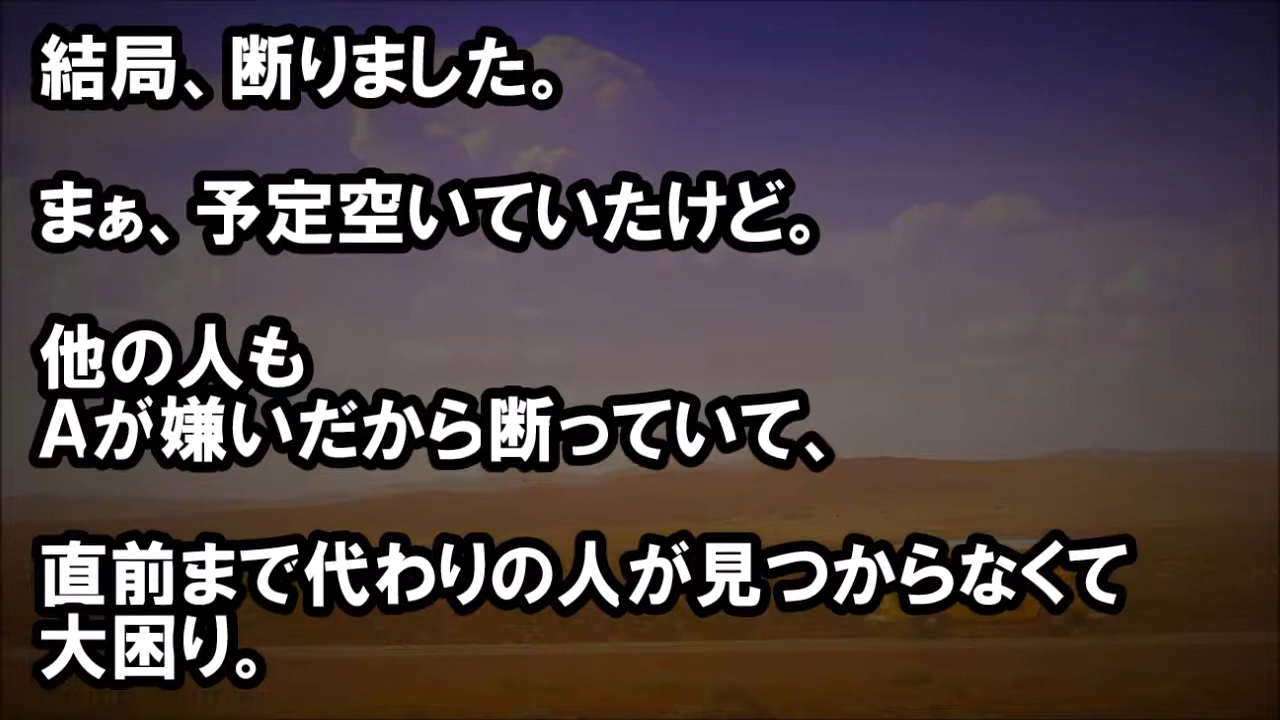 結局、断りました。
まぁ、予定空いていたけど。
他の人も
Aが嫌いだから断っていて、
直前まで代わりの人が見つからなくて
大困り。